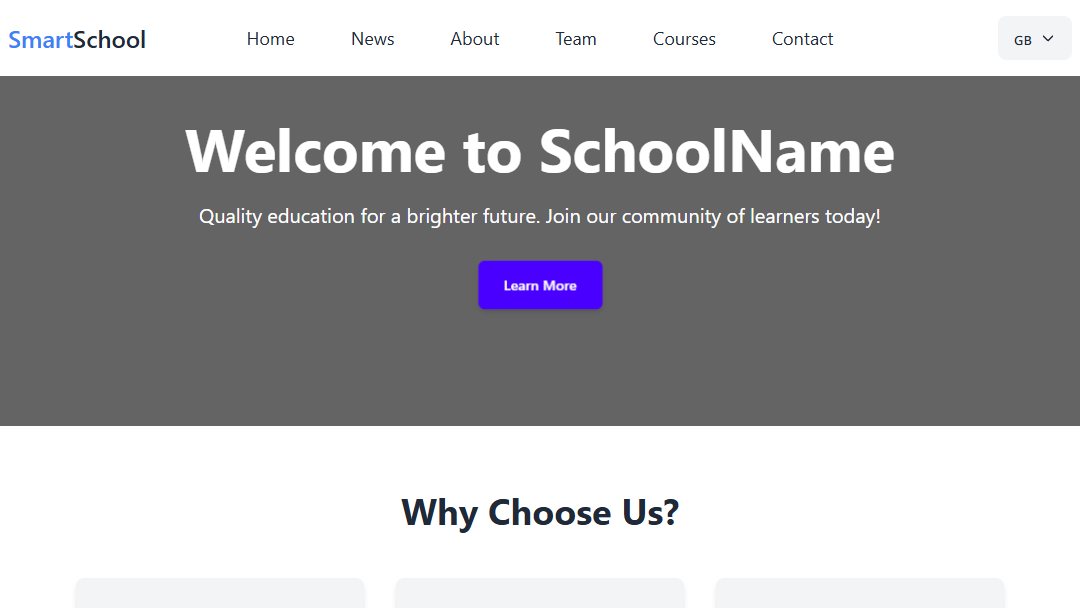 SmartSchool
Home News About Team Courses Contact
GB
Welcome to SchoolName
Quality education for a brighter future. Join our community of learners today!
Learn More
Why Choose Us?